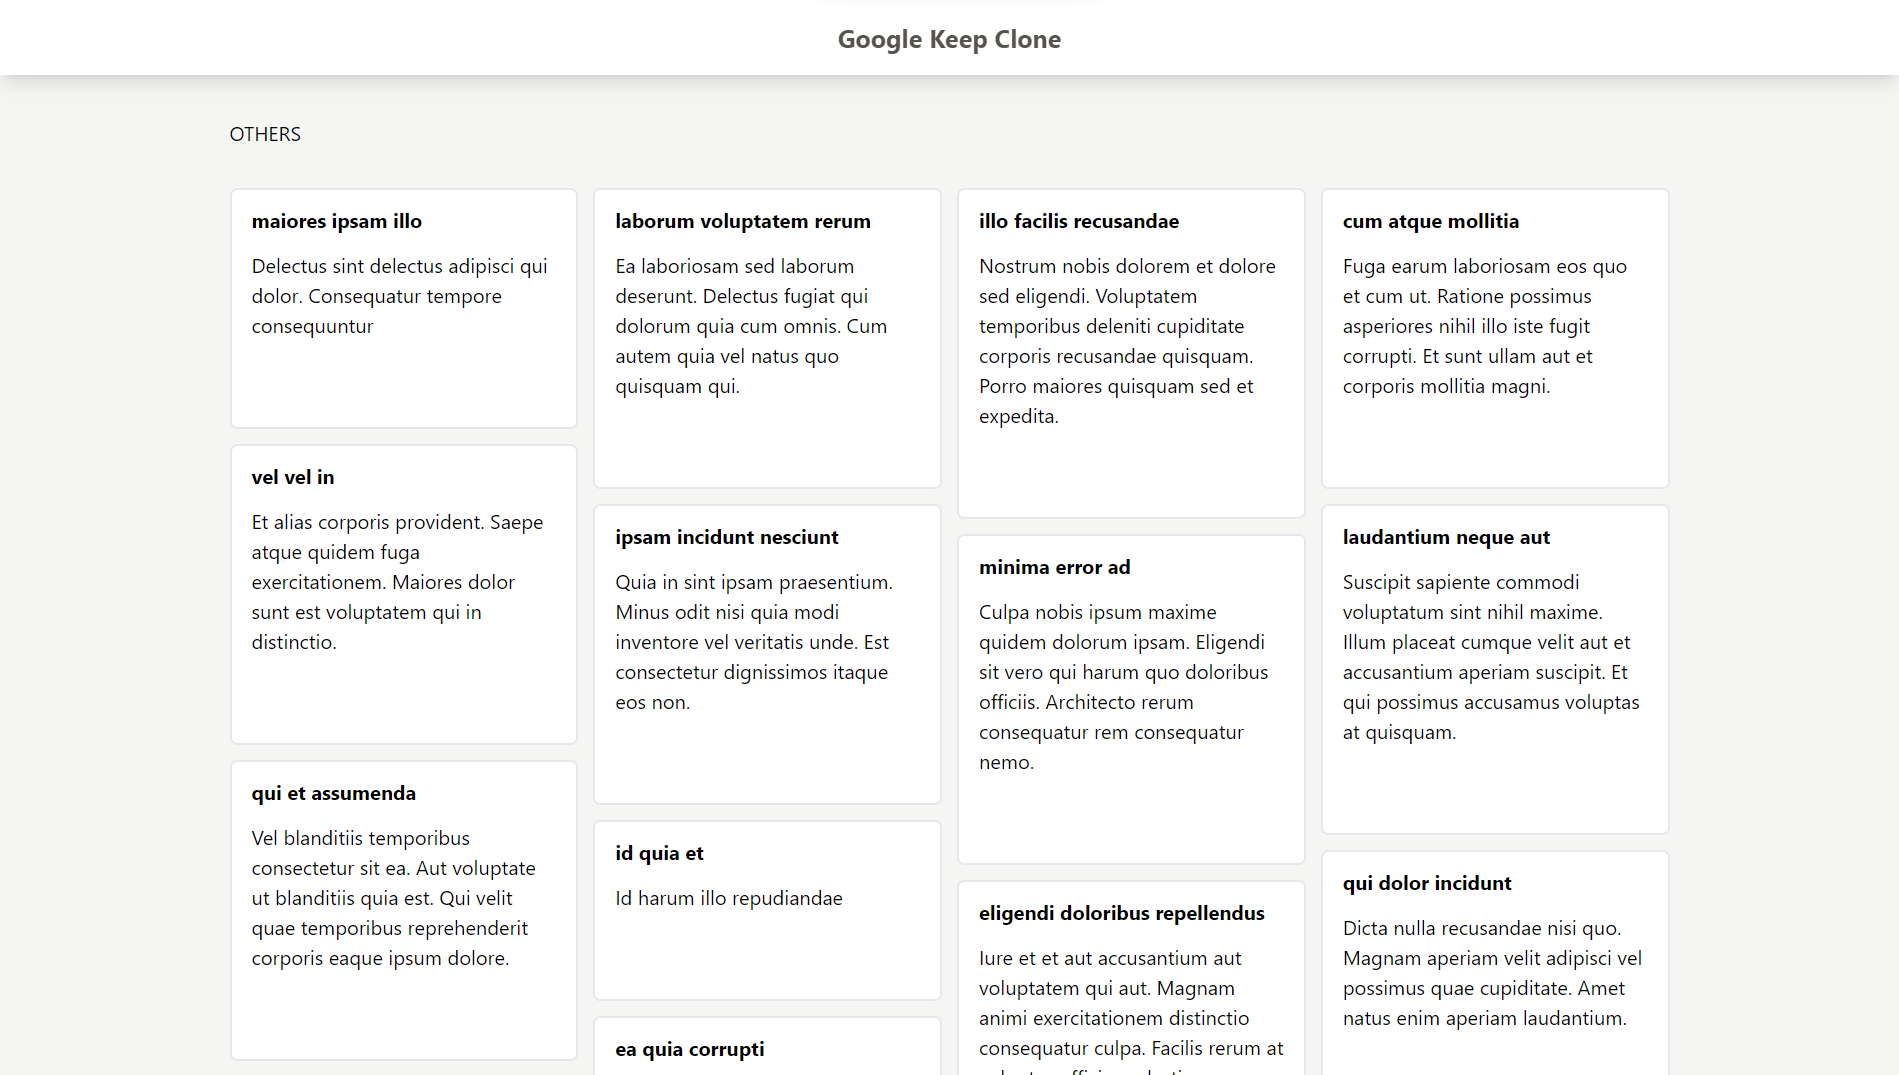 Google Keep Clone
OTHERS
maiores ipsam illo
Delectus sint delectus adipisci qui
dolor. Consequatur tempore
consequuntur
vel vel in
Et alias corporis provident. Saepe
atque quidem fuga
exercitationem. Maiores dolor
sunt est voluptatem qui in
distinctio.
qui et assumenda
Vel blanditiis temporibus
consectetur sit ea. Aut voluptate
ut blanditiis quia est. Qui velit
quae temporibus reprehenderit
corporis eaque ipsum dolore.
laborum voluptatem rerum
Ea laboriosam sed laborum
deserunt. Delectus fugiat qui
dolorum quia cum omnis. Cum
autem quia vel natus quo
quisquam qui.
ipsam incidunt nesciunt
Quia in sint ipsam praesentium.
Minus odit nisi quia modi
inventore vel veritatis unde. Est
consectetur dignissimos itaque
eos non.
id quia et
Id harum illo repudiandae
ea quia corrupti
illo facilis recusandae
Nostrum nobis dolorem et dolore
sed eligendi. Voluptatem
temporibus deleniti cupiditate
corporis recusandae quisquam.
Porro maiores quisquam sed et
expedita.
minima error ad
Culpa nobis ipsum maxime
quidem dolorum ipsam. Eligendi
sit vero qui harum quo doloribus
officiis. Architecto rerum
consequatur rem consequatur
nemo.
eligendi doloribus repellendus
Iure et et aut accusantium aut
voluptatem qui aut. Magnam
animi exercitationem distinctio
consequatur culpa. Facilis rerum at
cum atque mollitia
Fuga earum laboriosam eos quo
et cum ut. Ratione possimus
asperiores nihil illo iste fugit
corrupti. Et sunt ullam aut et
corporis mollitia magni.
laudantium neque aut
Suscipit sapiente commodi
voluptatum sint nihil maxime.
Illum placeat cumque velit aut et
accusantium aperiam suscipit. Et
qui possimus accusamus voluptas
at quisquam.
qui dolor incidunt
Dicta nulla recusandae nisi quo.
Magnam aperiam velit adipisci vel
possimus quae cupiditate. Amet
natus enim aperiam laudantium.